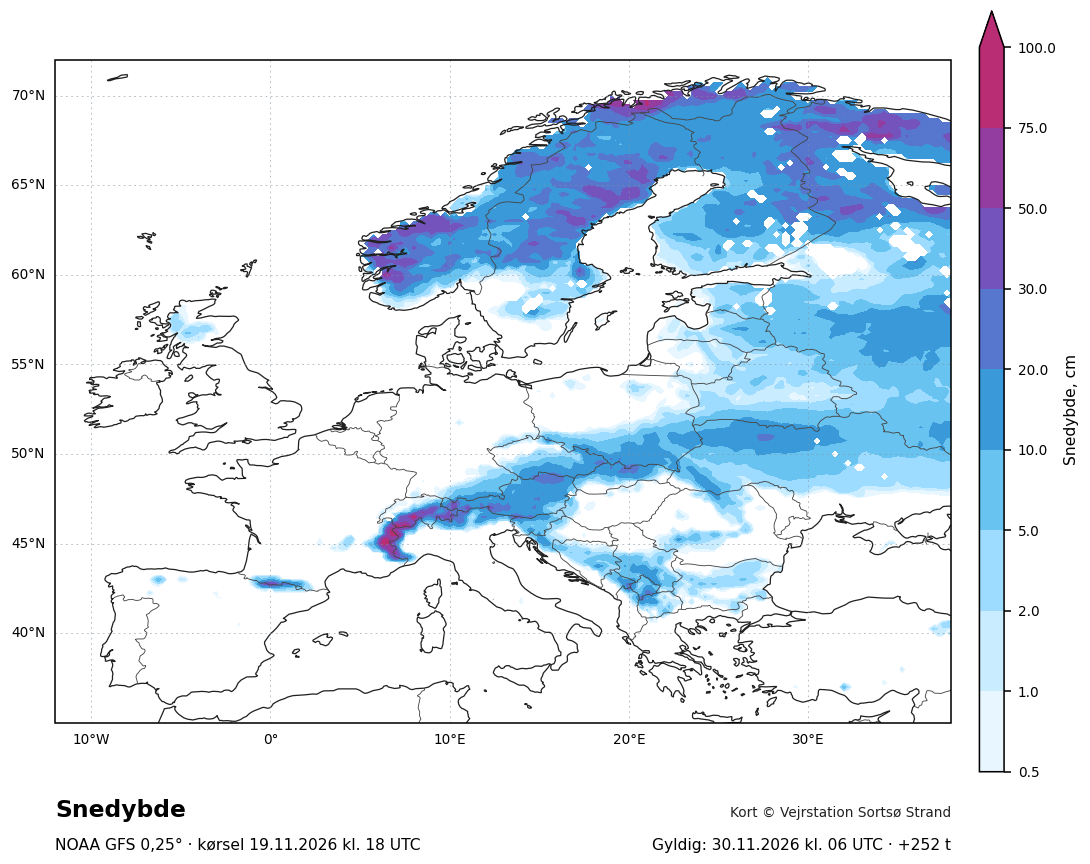 100.0
75.0
50.0
30.0
20.0
10.0
5.0
2.0
1.0
0.5
Snedybde, cm
70°N
65°N
60°N
55°N
50°N
45°N
40°N
10°W 0° 10°E 20°E 30°E
Snedybde
Kort © Vejrstation Sortsø Strand
NOAA GFS 0,25° · kørsel 19.11.2026 kl. 18 UTC
Gyldig: 30.11.2026 kl. 06 UTC · +252 t